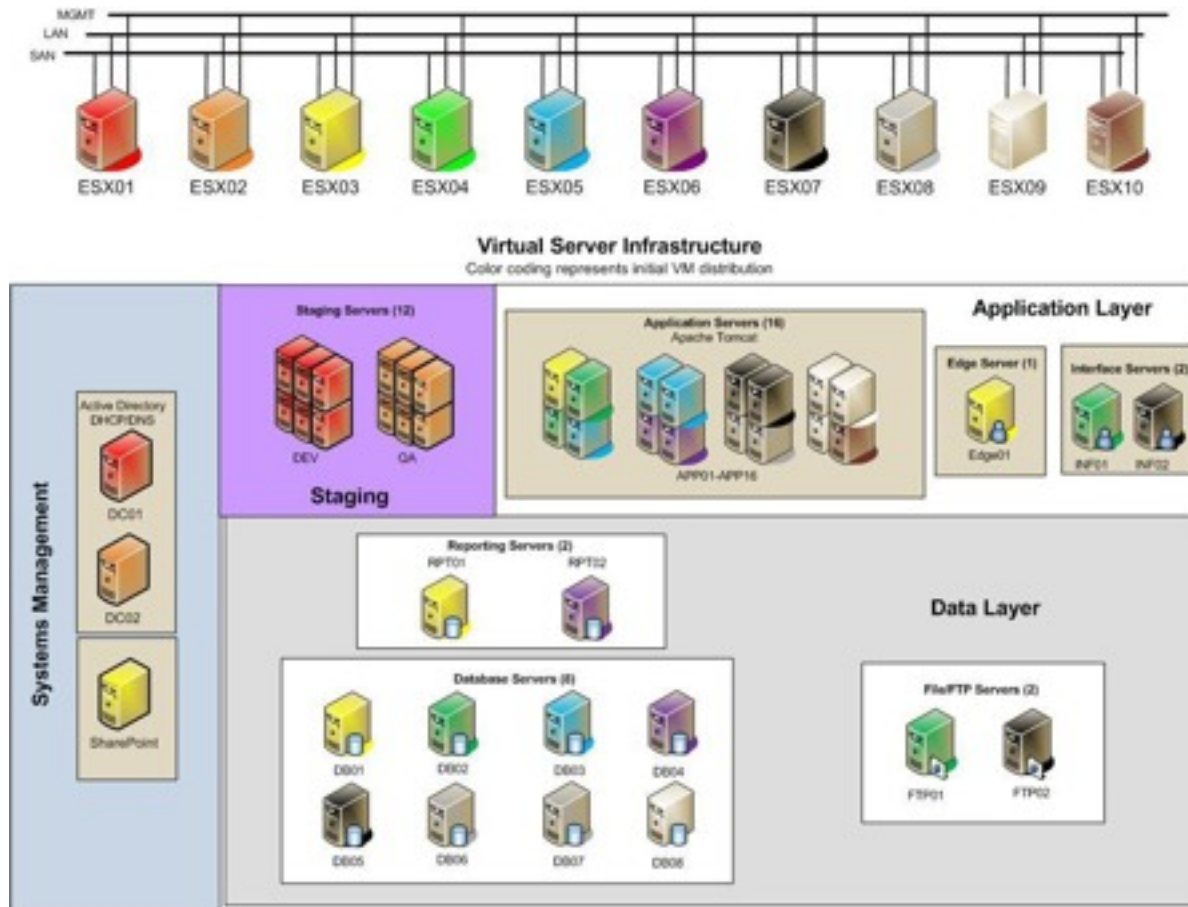 MGMT
LAN
SAN
ESX01
ESX02
ESX03
ESX04
ESX05
ESX06
ESX07
ESX08
ESX09
ESX10
Virtual Server Infrastructure
Color coding represents initial VM distribution
Systems Management
Active Directory
DHCP/DNS
DC01
DC02
SharePoint
Staging Servers (12)
DEV
QA
Staging
Application Layer
Application Servers (16)
Apache Tomcat
APP01-APP16
Edge Server (1)
Edge01
Interface Servers (2)
INF01
INF02
Data Layer
Reporting Servers (2)
RPT01
RPT02
Database Servers (8)
DB01
DB02
DB03
DB04
DB05
DB06
DB07
DB08
File/FTP Servers (2)
FTP01
FTP02